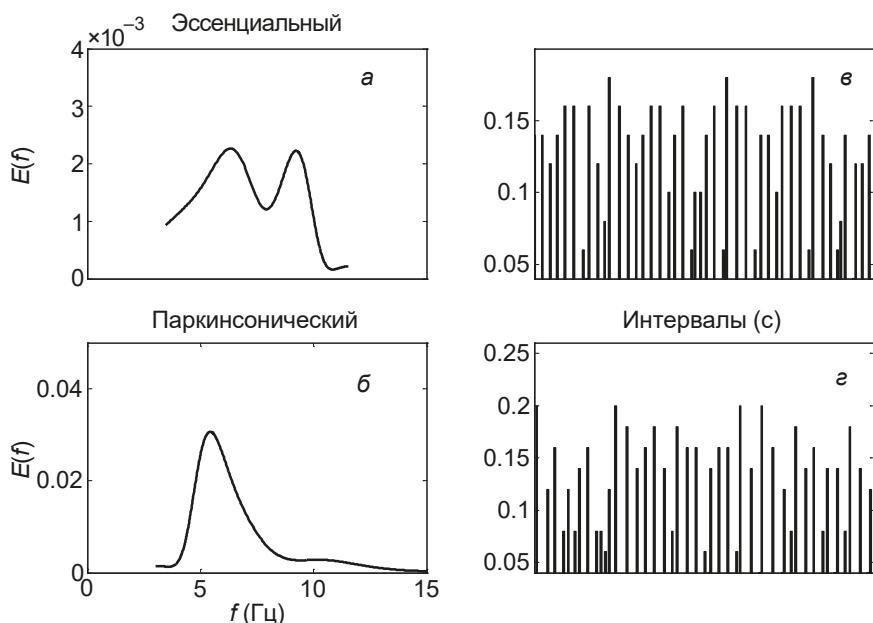 ×10⁻³ Эссенциальный
4
3
2
1
0
E(f)
а
0.15
0.1
0.05
в
Паркинсонический
0.04
0.02
0
E(f)
б
0 5 10 15
f (Гц)
Интервалы (с)
0.25
0.2
0.15
0.1
0.05
г